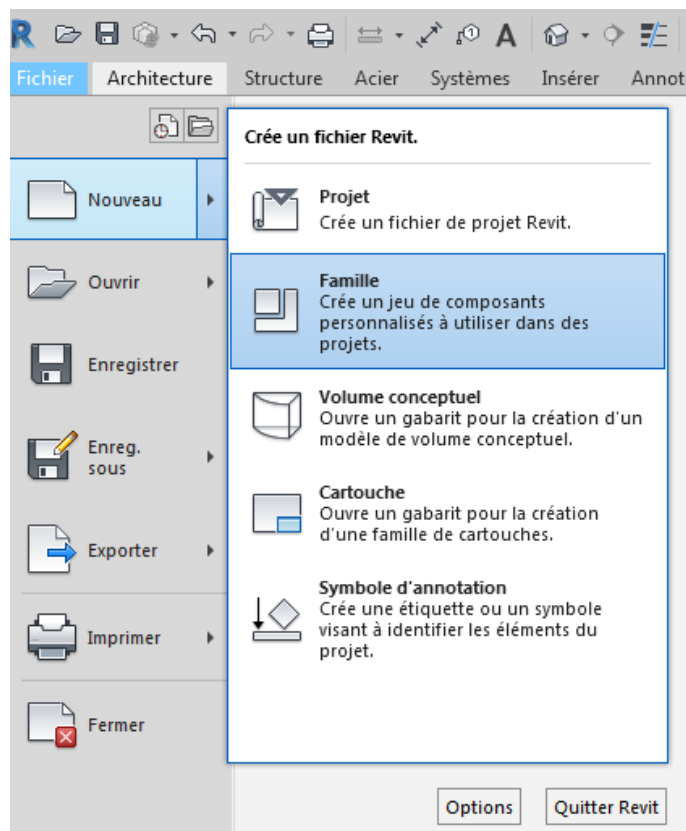 Fichier Architecture Structure Acier Systèmes Insérer Annot
Crée un fichier Revit.
Nouveau
Projet
Crée un fichier de projet Revit.
Ouvrir
Famille
Crée un jeu de composants
personnalisés à utiliser dans des
projets.
Enregistrer
Volume conceptuel
Ouvre un gabarit pour la création d'un
modèle de volume conceptuel.
Enreg.
sous
Cartouche
Ouvre un gabarit pour la création
d'une famille de cartouches.
Exporter
Symbole d'annotation
Crée une étiquette ou un symbole
visant à identifier les éléments du
projet.
Imprimer
Fermer
Options Quitter Revit